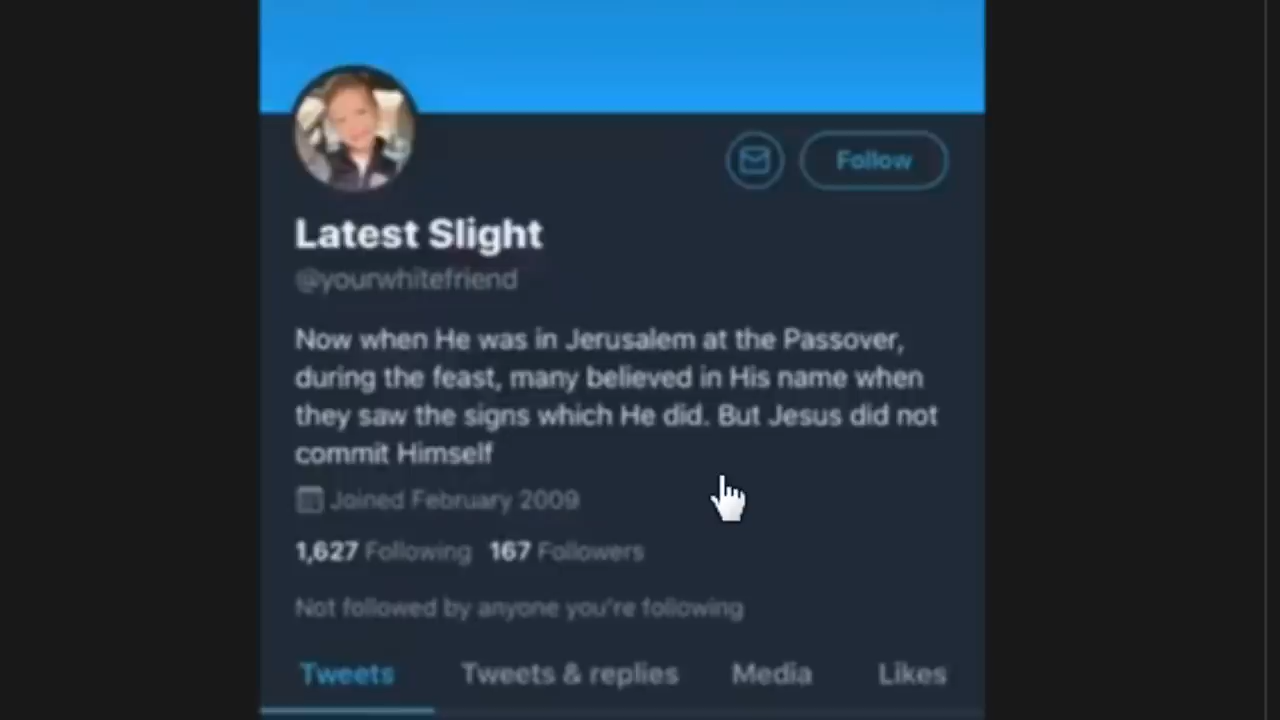 Follow
Latest Slight
@yourwhitefriend
Now when He was in Jerusalem at the Passover,
during the feast, many believed in His name when
they saw the signs which He did. But Jesus did not
commit Himself
Joined February 2009
1,627 Following 167 Followers
Not followed by anyone you're following
Tweets Tweets & replies Media Likes